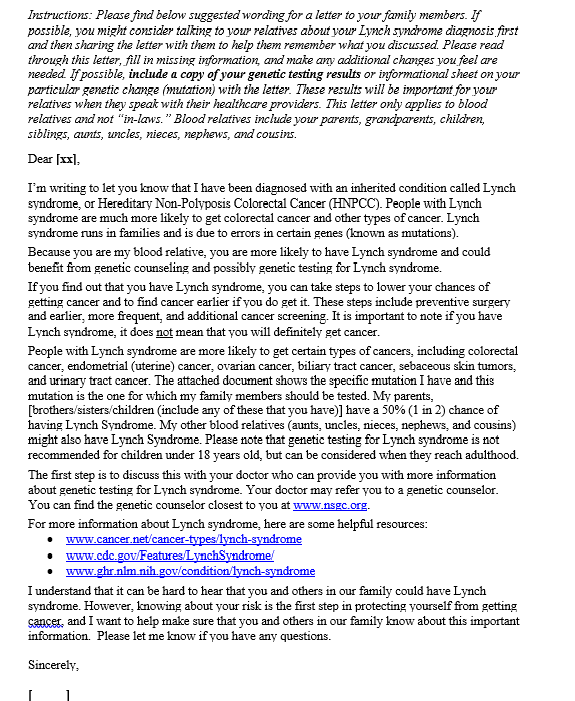 Instructions: Please find below suggested wording for a letter to your family members. If
possible, you might consider talking to your relatives about your Lynch syndrome diagnosis first
and then sharing the letter with them to help them remember what you discussed. Please read
through this letter, fill in missing information, and make any additional changes you feel are
needed. If possible, include a copy of your genetic testing results or informational sheet on your
particular genetic change (mutation) with the letter. These results will be important for your
relatives when they speak with their healthcare providers. This letter only applies to blood
relatives and not “in-laws.” Blood relatives include your parents, grandparents, children,
siblings, aunts, uncles, nieces, nephews, and cousins.
Dear [xx],
I’m writing to let you know that I have been diagnosed with an inherited condition called Lynch
syndrome, or Hereditary Non-Polyposis Colorectal Cancer (HNPCC). People with Lynch
syndrome are much more likely to get colorectal cancer and other types of cancer. Lynch
syndrome runs in families and is due to errors in certain genes (known as mutations).
Because you are my blood relative, you are more likely to have Lynch syndrome and could
benefit from genetic counseling and possibly genetic testing for Lynch syndrome.
If you find out that you have Lynch syndrome, you can take steps to lower your chances of
getting cancer and to find cancer earlier if you do get it. These steps include preventive surgery
and earlier, more frequent, and additional cancer screening. It is important to note if you have
Lynch syndrome, it does not mean that you will definitely get cancer.
People with Lynch syndrome are more likely to get certain types of cancers, including colorectal
cancer, endometrial (uterine) cancer, ovarian cancer, biliary tract cancer, sebaceous skin tumors,
and urinary tract cancer. The attached document shows the specific mutation I have and this
mutation is the one for which my family members should be tested. My parents,
[brothers/sisters/children (include any of these that you have)] have a 50% (1 in 2) chance of
having Lynch Syndrome. My other blood relatives (aunts, uncles, nieces, nephews, and cousins)
might also have Lynch Syndrome. Please note that genetic testing for Lynch syndrome is not
recommended for children under 18 years old, but can be considered when they reach adulthood.
The first step is to discuss this with your doctor who can provide you with more information
about genetic testing for Lynch syndrome. Your doctor may refer you to a genetic counselor.
You can find the genetic counselor closest to you at www.nsgc.org.
For more information about Lynch syndrome, here are some helpful resources:
• www.cancer.net/cancer-types/lynch-syndrome
• www.cdc.gov/Features/LynchSyndrome/
• www.ghr.nlm.nih.gov/condition/lynch-syndrome
I understand that it can be hard to hear that you and others in our family could have Lynch
syndrome. However, knowing about your risk is the first step in protecting yourself from getting
cancer, and I want to help make sure that you and others in our family know about this important
information. Please let me know if you have any questions.
Sincerely,
[ ]